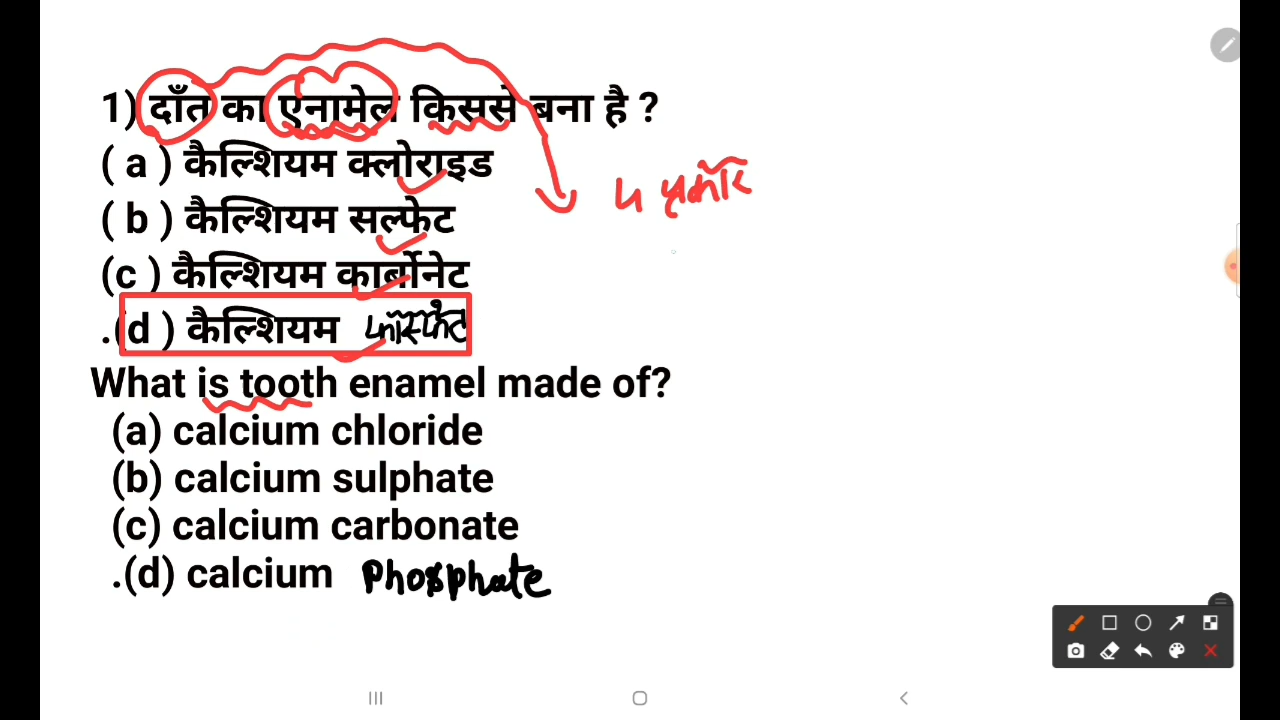 1) दाँत का एनामेल किससे बना है ?
( a ) कैल्शियम क्लोराइड
( b ) कैल्शियम सल्फेट
(c ) कैल्शियम कार्बोनेट
.(d ) कैल्शियम फॉस्फेट
What is tooth enamel made of?
(a) calcium chloride
(b) calcium sulphate
(c) calcium carbonate
.(d) calcium Phosphate